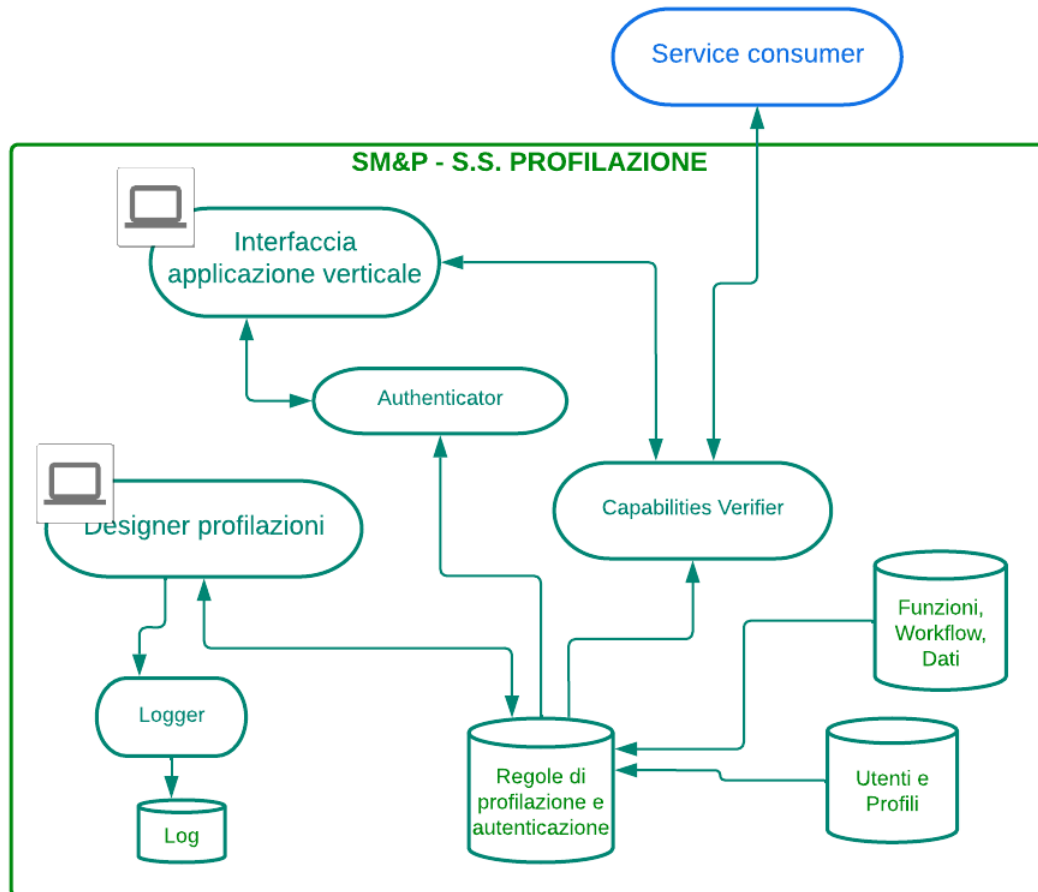 Service consumer
SM&P - S.S. PROFILAZIONE
Interfaccia
applicazione verticale
Authenticator
Designer profilazioni
Capabilities Verifier
Funzioni,
Workflow,
Dati
Logger
Regole di
profilazione e
autenticazione
Utenti e
Profili
Log